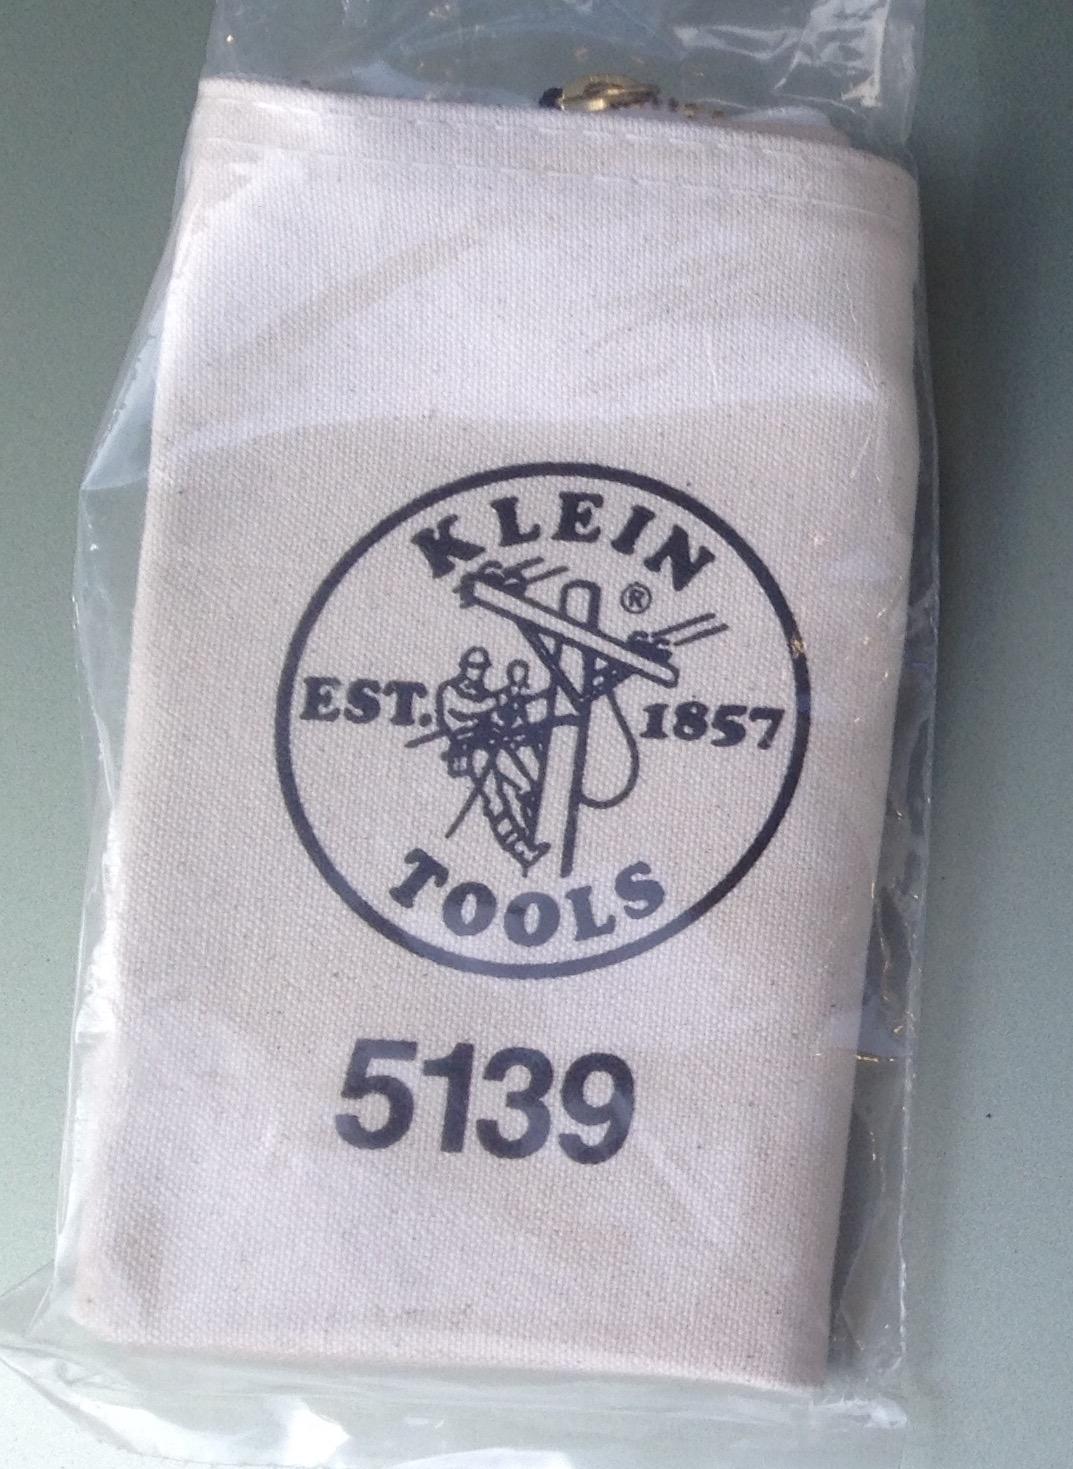 KLEIN
®
EST. 1857
TOOLS
5139